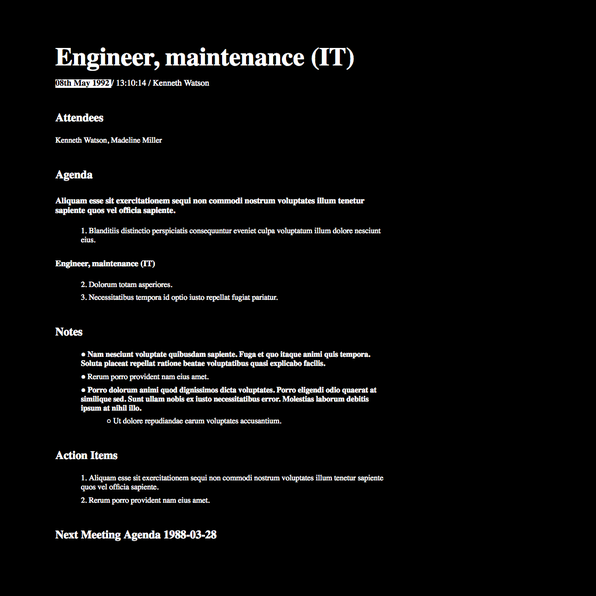 Engineer, maintenance (IT)
08th May 1992 / 13:10:14 / Kenneth Watson
Attendees
Kenneth Watson, Madeline Miller
Agenda
Aliquam esse sit exercitationem sequi non commodi nostrum voluptates illum tenetur
sapiente quos vel officia sapiente.
1. Blanditiis distinctio perspiciatis consequuntur eveniet culpa voluptatum illum dolore nesciunt
eius.
Engineer, maintenance (IT)
2. Dolorum totam asperiores.
3. Necessitatibus tempora id optio iusto repellat fugiat pariatur.
Notes
● Nam nesciunt voluptate quibusdam sapiente. Fuga et quo itaque animi quis tempora.
Soluta placeat repellat ratione beatae voluptatibus quasi explicabo facilis.
● Rerum porro provident nam eius amet.
● Porro dolorum animi quod dignissimos dicta voluptates. Porro eligendi odio quaerat at
similique sed. Sunt ullam nobis ex iusto necessitatibus error. Molestias laborum debitis
ipsum at nihil illo.
○ Ut dolore repudiandae earum voluptates accusantium.
Action Items
1. Aliquam esse sit exercitationem sequi non commodi nostrum voluptates illum tenetur sapiente
quos vel officia sapiente.
2. Rerum porro provident nam eius amet.
Next Meeting Agenda 1988-03-28